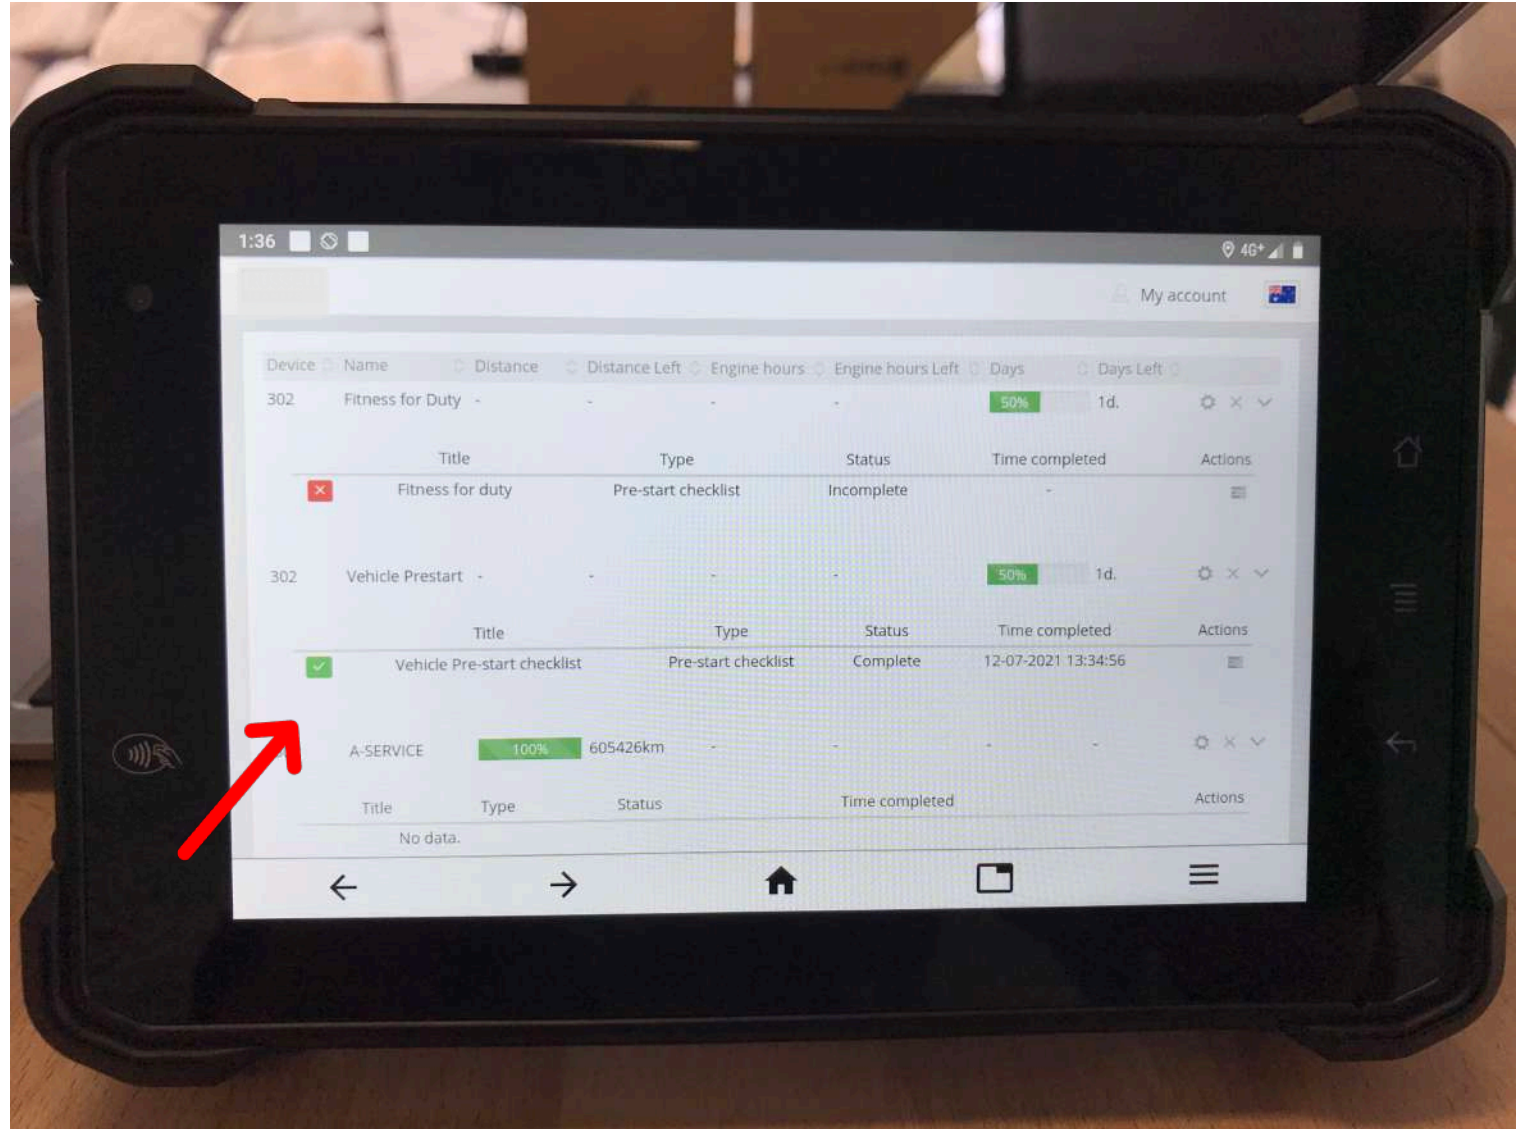 1:36 4G+
My account
Device Name Distance Distance Left Engine hours Engine hours Left Days Days Left
302 Fitness for Duty - - - - 50% 1d.
Title Type Status Time completed Actions
Fitness for duty Pre-start checklist Incomplete -
302 Vehicle Prestart - - - - 50% 1d.
Title Type Status Time completed Actions
Vehicle Pre-start checklist Pre-start checklist Complete 12-07-2021 13:34:56
A-SERVICE 100% 605426km - - - -
Title Type Status Time completed Actions
No data.